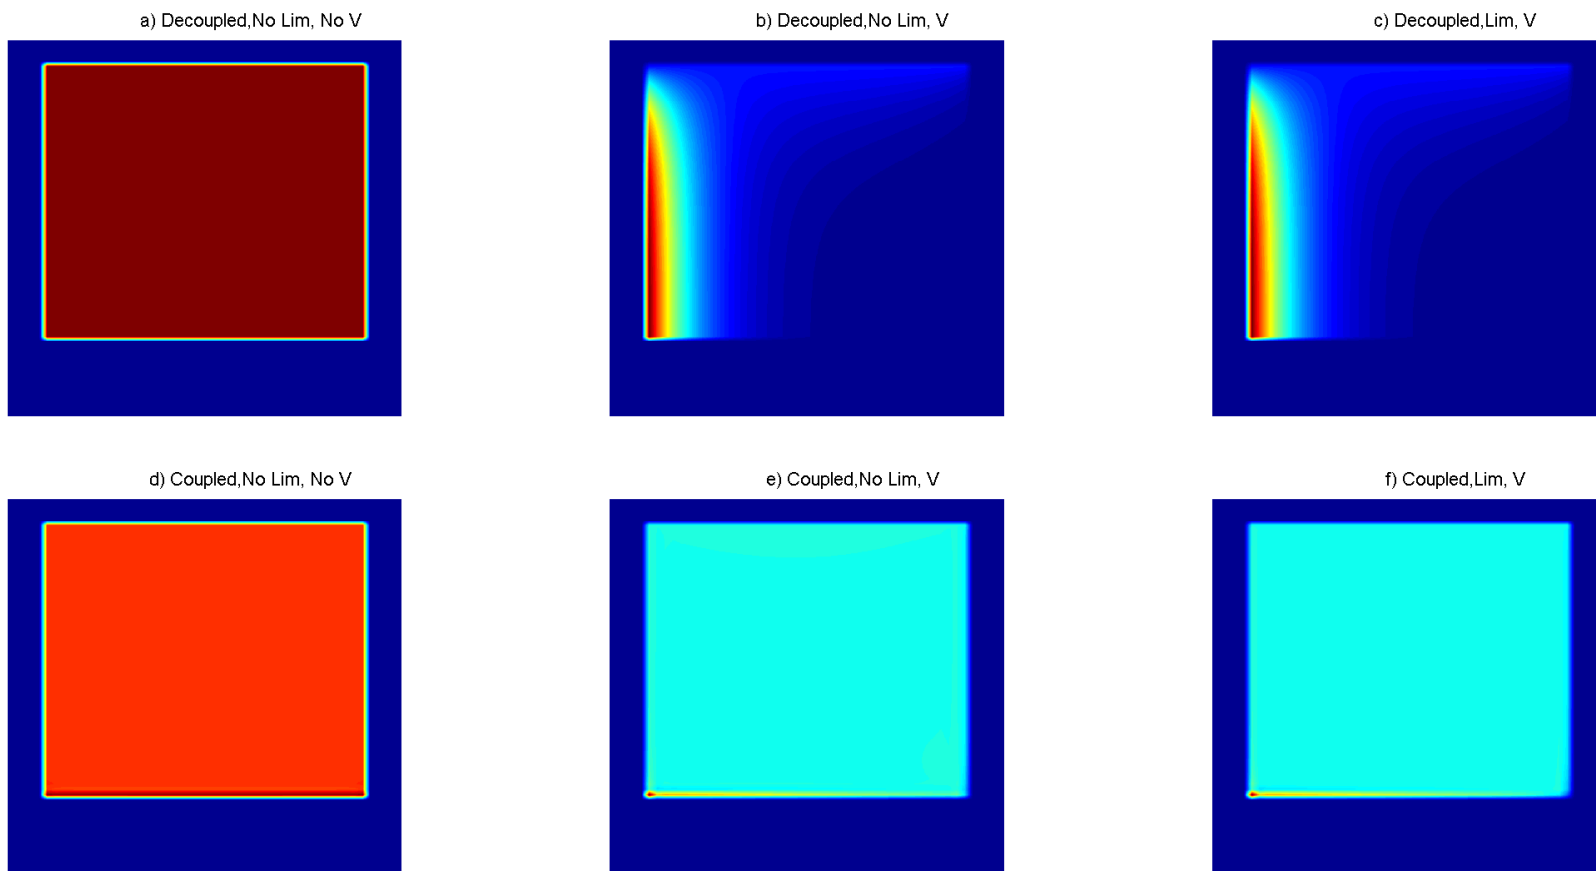 a) Decoupled,No Lim, No V
b) Decoupled,No Lim, V
c) Decoupled,Lim, V
d) Coupled,No Lim, No V
e) Coupled,No Lim, V
f) Coupled,Lim, V